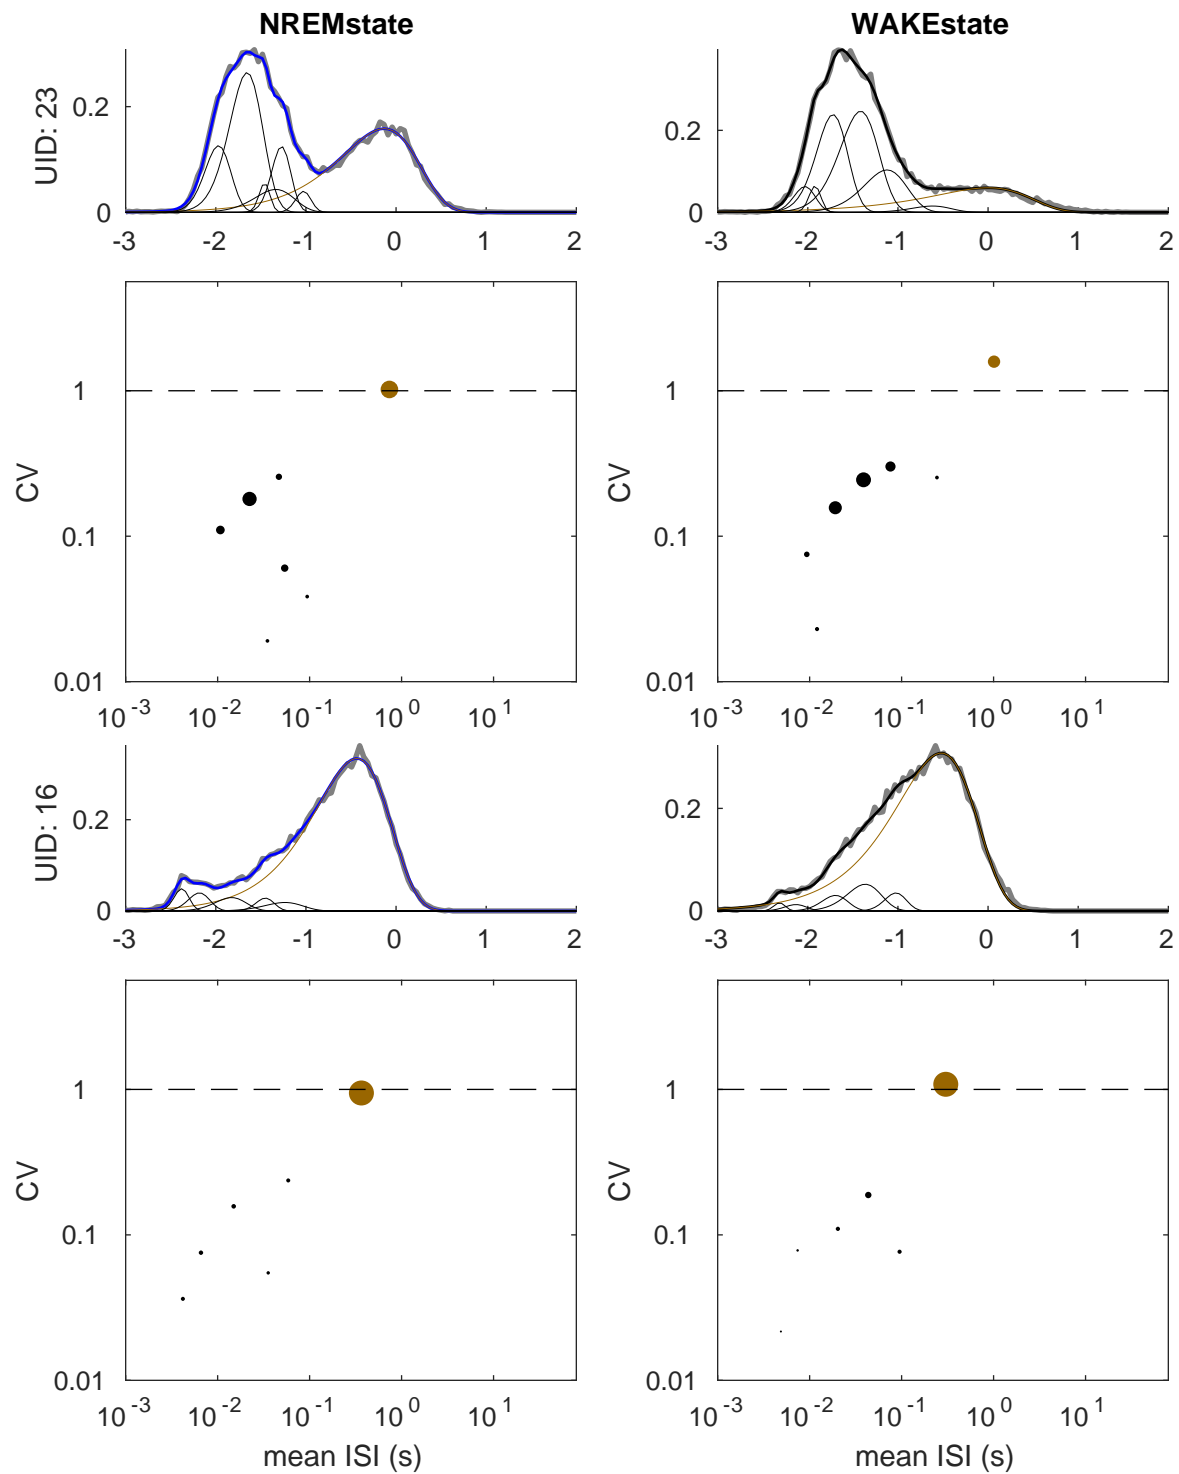 NREMstate WAKEstate
UID: 23
0.2 0.2
0 0
-3 -2 -1 0 1 2 -3 -2 -1 0 1 2
CV CV
1 1
0.1 0.1
0.01 0.01
10^-3 10^-2 10^-1 10^0 10^1 10^-3 10^-2 10^-1 10^0 10^1
UID: 16
0.2 0.2
0 0
-3 -2 -1 0 1 2 -3 -2 -1 0 1 2
CV CV
1 1
0.1 0.1
0.01 0.01
10^-3 10^-2 10^-1 10^0 10^1 10^-3 10^-2 10^-1 10^0 10^1
mean ISI (s) mean ISI (s)